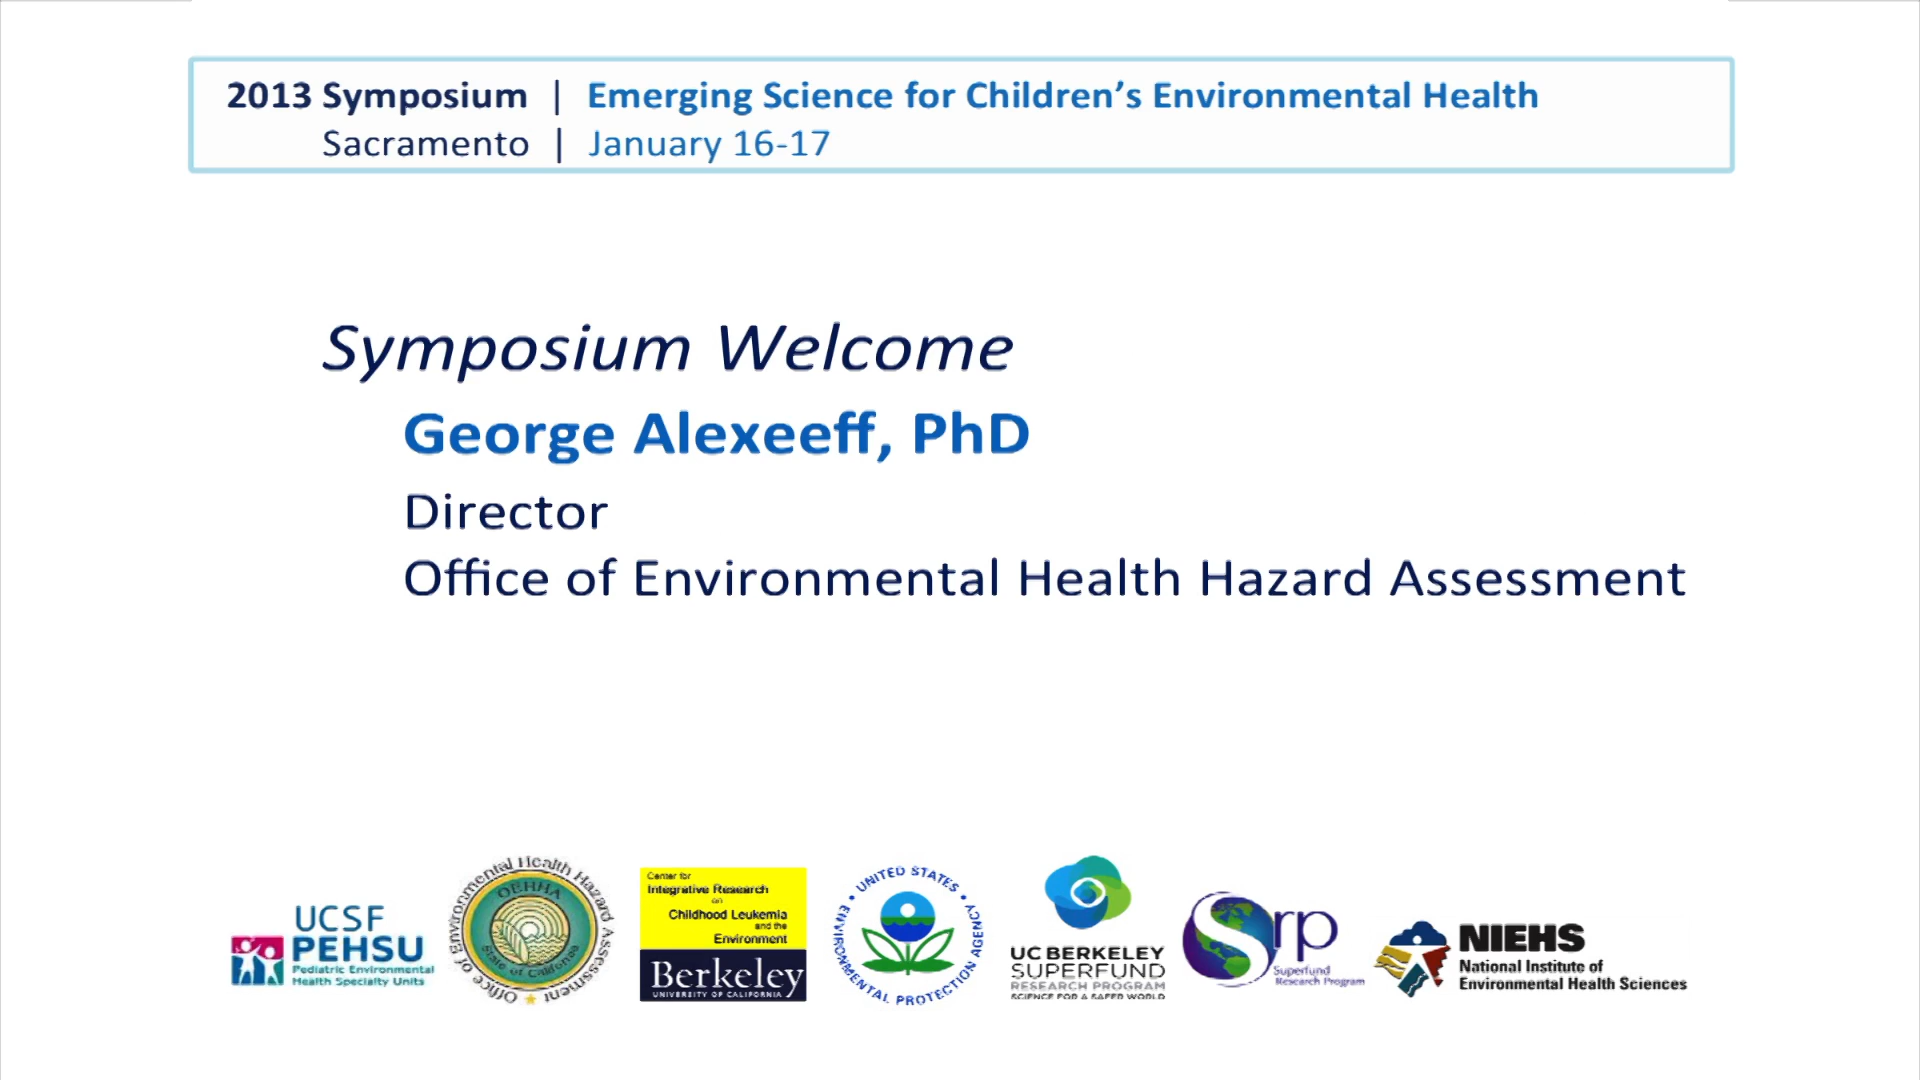 2013 Symposium | Emerging Science for Children's Environmental Health
Sacramento | January 16-17
Symposium Welcome
George Alexeeff, PhD
Director
Office of Environmental Health Hazard Assessment
UCSF
PEHSU
Pediatric Environmental
Health Specialty Units
Office of Environmental Health Hazard Assessment
OEHHA
State of California
Center for
Integrative Research
on
Childhood Leukemia
and the
Environment
Berkeley
UNIVERSITY OF CALIFORNIA
UNITED STATES
ENVIRONMENTAL PROTECTION AGENCY
UC BERKELEY
SUPERFUND
RESEARCH PROGRAM
SCIENCE FOR A SAFER WORLD
Srp
Superfund
Research Program
NIEHS
National Institute of
Environmental Health Sciences